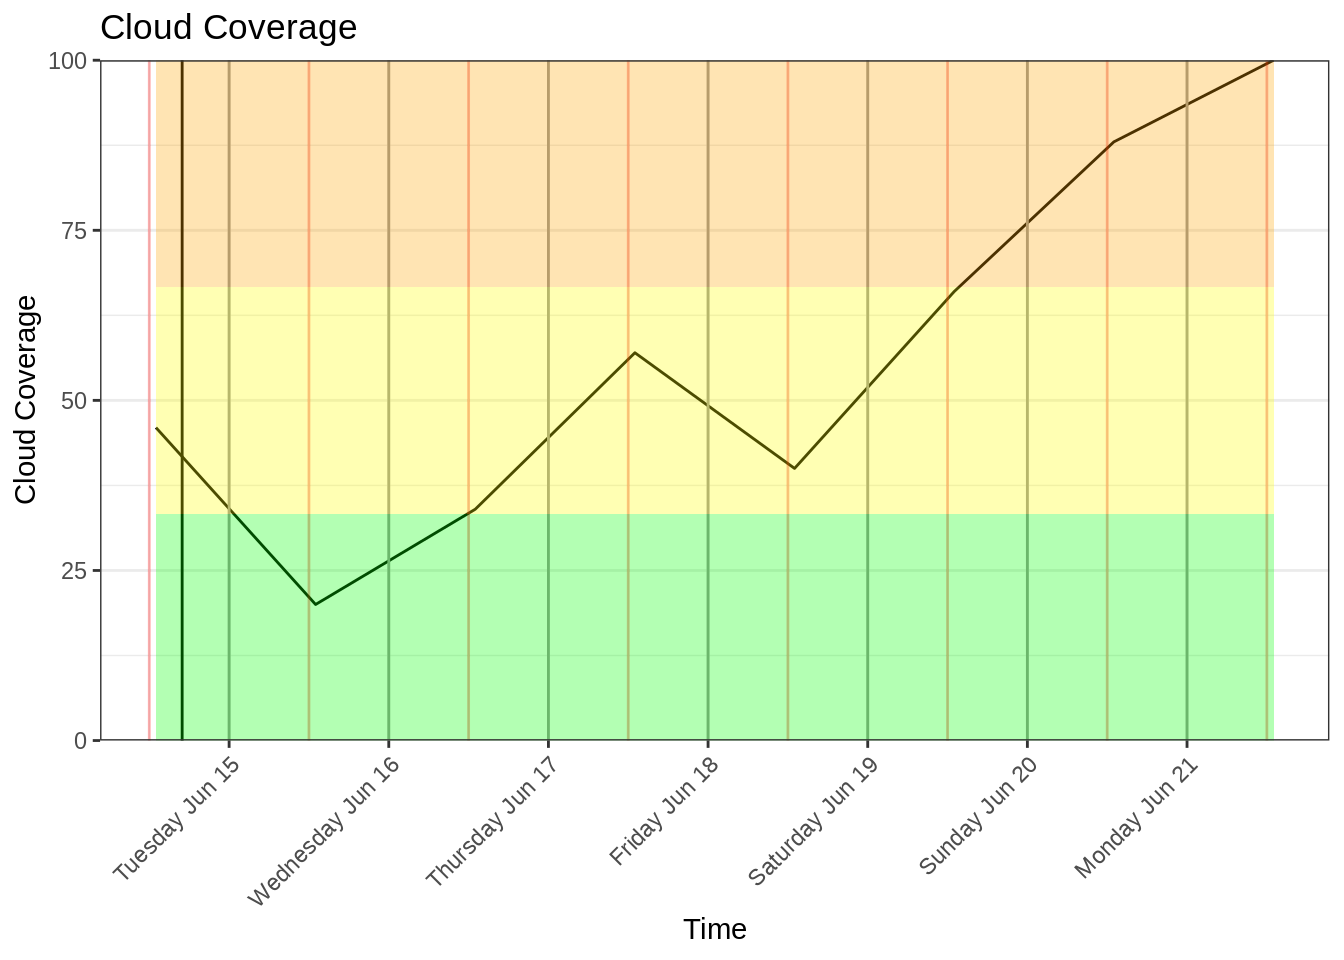 Cloud Coverage
100
75
50
25
0
Cloud Coverage
Tuesday Jun 15
Wednesday Jun 16
Thursday Jun 17
Friday Jun 18
Saturday Jun 19
Sunday Jun 20
Monday Jun 21
Time